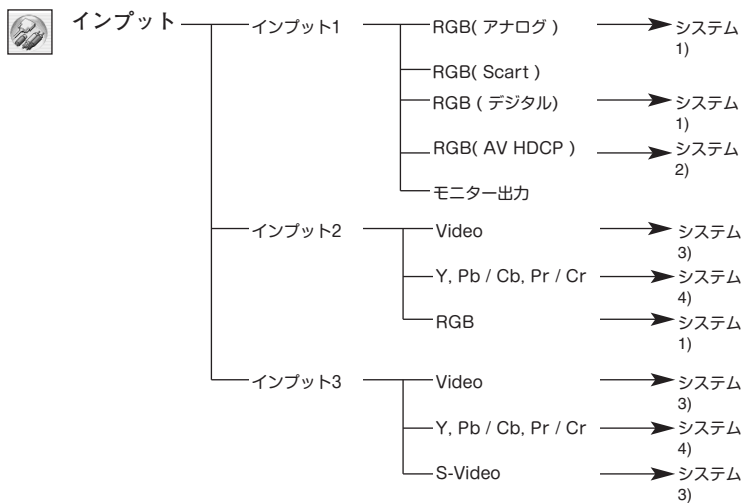 インプット
インプット1
RGB( アナログ )
システム
1)
RGB( Scart )
RGB ( デジタル)
システム
1)
RGB( AV HDCP )
システム
2)
モニター出力
インプット2
Video
システム
3)
Y, Pb / Cb, Pr / Cr
システム
4)
RGB
システム
1)
インプット3
Video
システム
3)
Y, Pb / Cb, Pr / Cr
システム
4)
S-Video
システム
3)